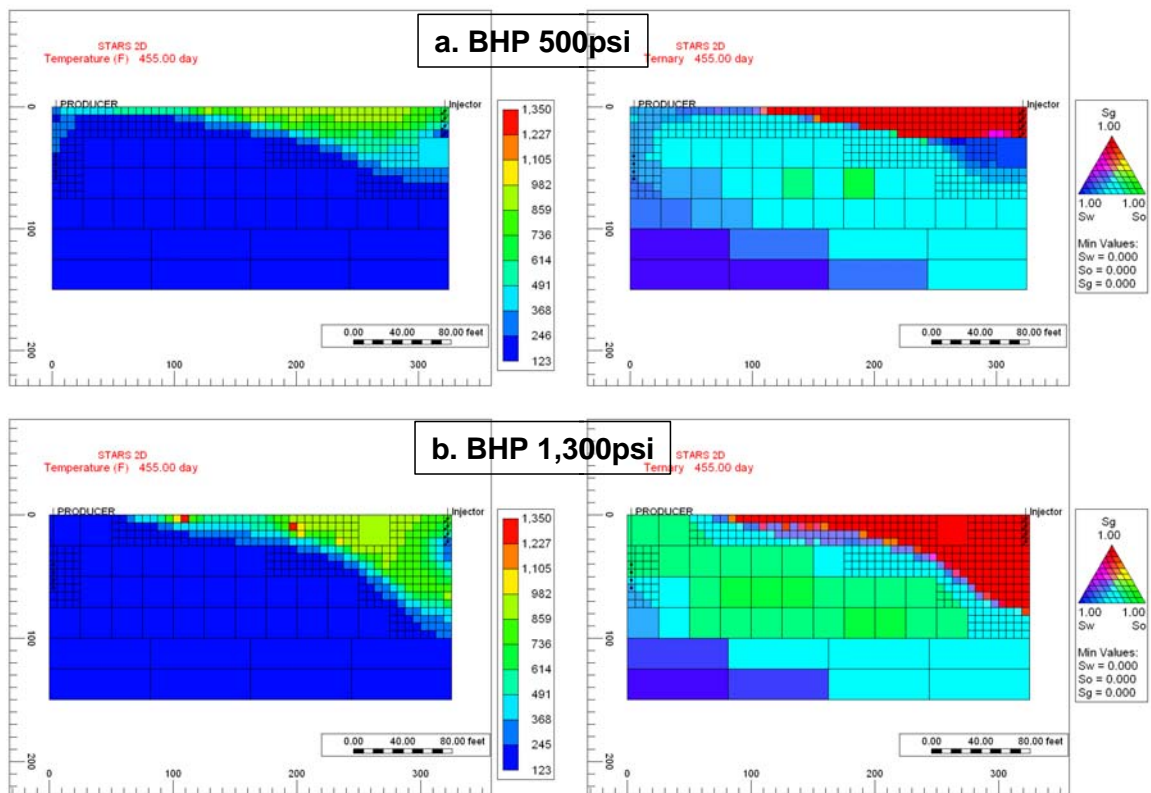 a. BHP 500psi
STARS 2D
Temperature (F) 455.00 day
PRODUCER
Injector
0
100
200
0
100
200
300
0.00 40.00 80.00 feet
1,350
1,227
1,105
982
859
736
614
491
368
246
123
STARS 2D
Ternary 455.00 day
PRODUCER
Injector
0
100
200
0
100
200
300
0.00 40.00 80.00 feet
Sg
1.00
1.00 1.00
Sw So
Min Values:
Sw = 0.000
So = 0.000
Sg = 0.000
b. BHP 1,300psi
STARS 2D
Temperature (F) 455.00 day
PRODUCER
Injector
0
100
200
0
100
200
300
0.00 40.00 80.00 feet
1,350
1,227
1,105
982
859
736
614
491
368
245
123
STARS 2D
Ternary 455.00 day
PRODUCER
Injector
0
100
200
0
100
200
300
0.00 40.00 80.00 feet
Sg
1.00
1.00 1.00
Sw So
Min Values:
Sw = 0.000
So = 0.000
Sg = 0.000